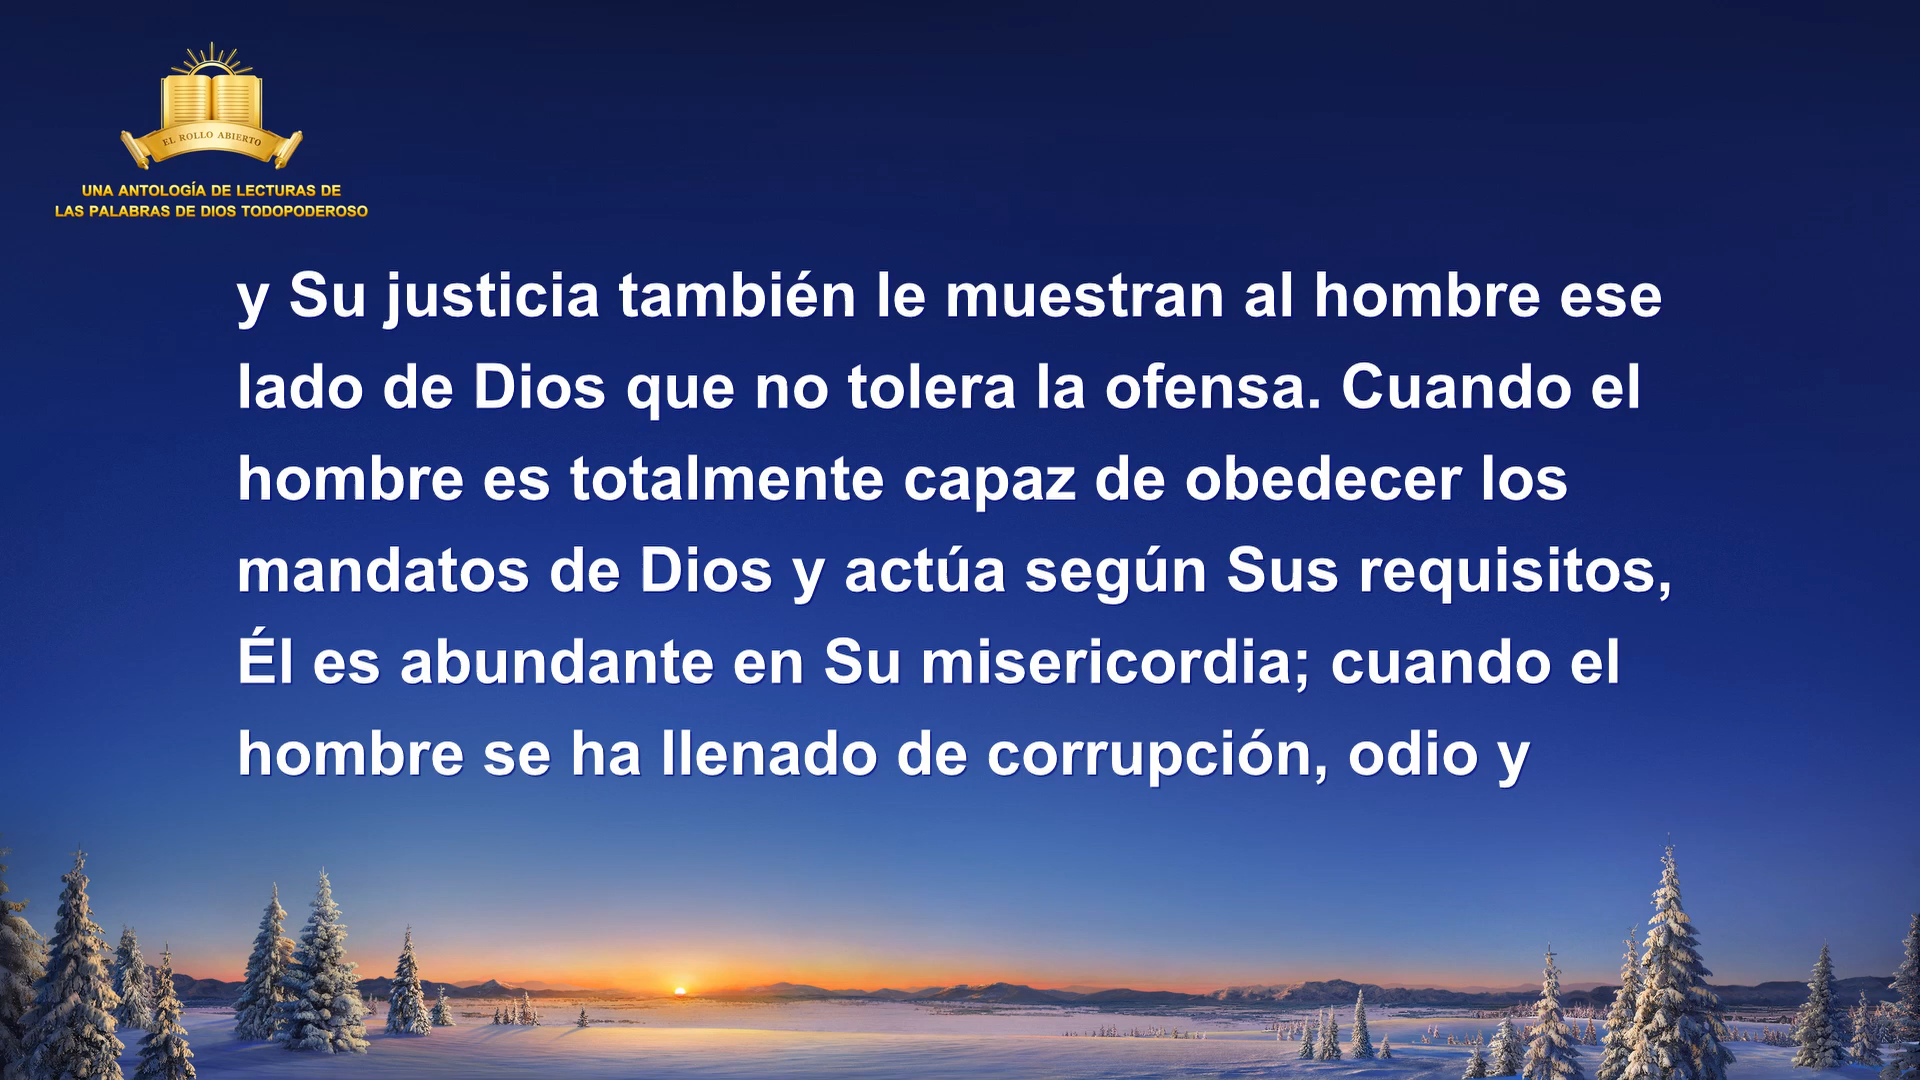 EL ROLLO ABIERTO
UNA ANTOLOGÍA DE LECTURAS DE
LAS PALABRAS DE DIOS TODOPODEROSO
y Su justicia también le muestran al hombre ese
lado de Dios que no tolera la ofensa. Cuando el
hombre es totalmente capaz de obedecer los
mandatos de Dios y actúa según Sus requisitos,
Él es abundante en Su misericordia; cuando el
hombre se ha llenado de corrupción, odio y